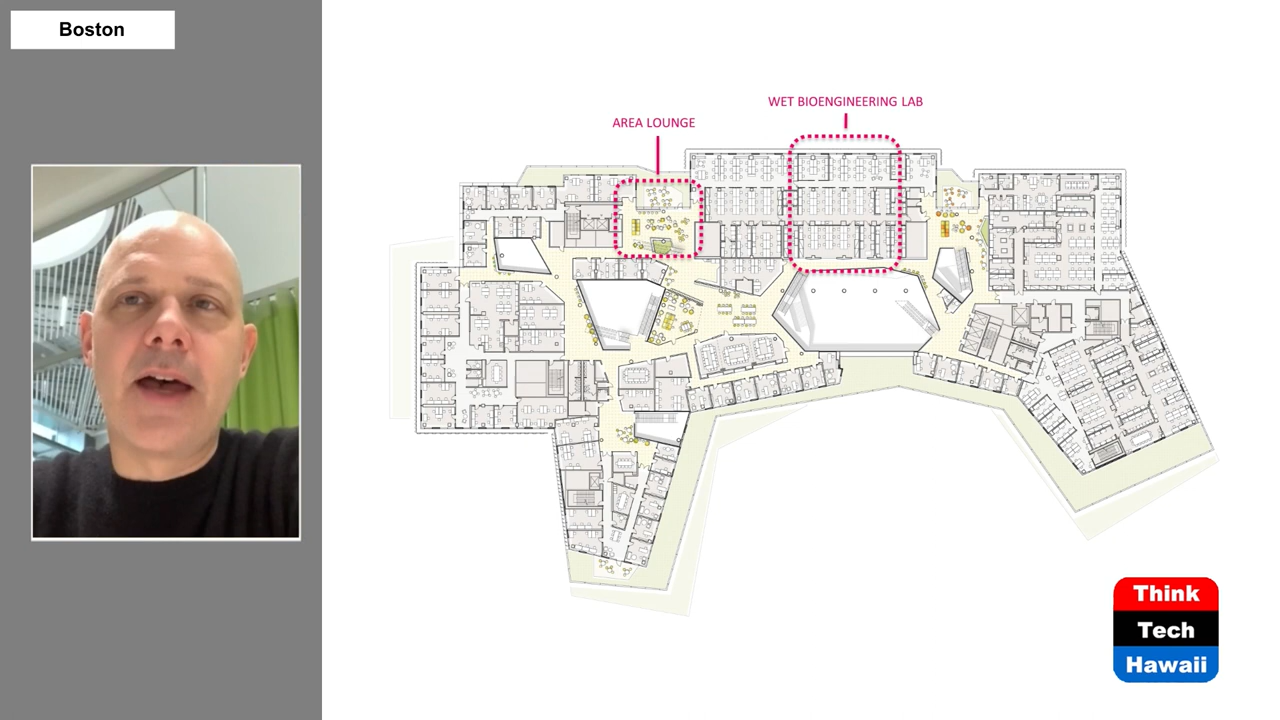 Boston
WET BIOENGINEERING LAB
AREA LOUNGE
Think
Tech
Hawaii